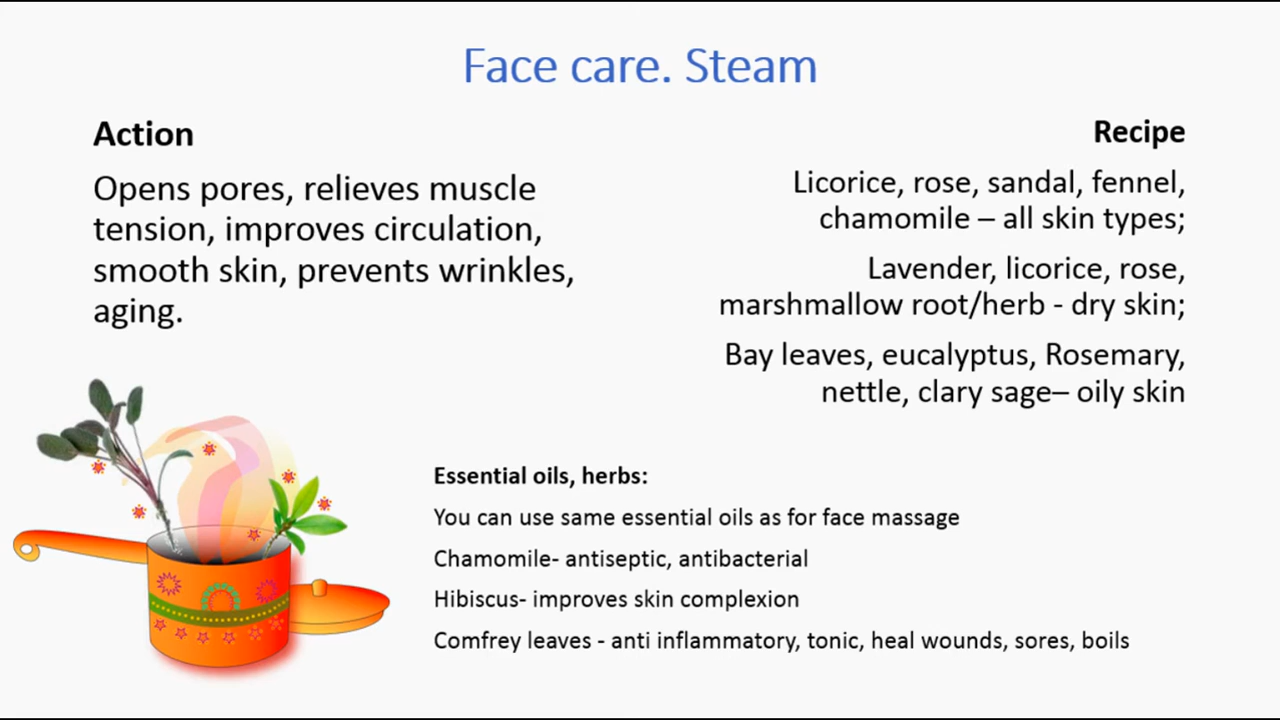 Face care. Steam
Action
Opens pores, relieves muscle
tension, improves circulation,
smooth skin, prevents wrinkles,
aging.
Recipe
Licorice, rose, sandal, fennel,
chamomile – all skin types;
Lavender, licorice, rose,
marshmallow root/herb - dry skin;
Bay leaves, eucalyptus, Rosemary,
nettle, clary sage– oily skin
Essential oils, herbs:
You can use same essential oils as for face massage
Chamomile- antiseptic, antibacterial
Hibiscus- improves skin complexion
Comfrey leaves - anti inflammatory, tonic, heal wounds, sores, boils